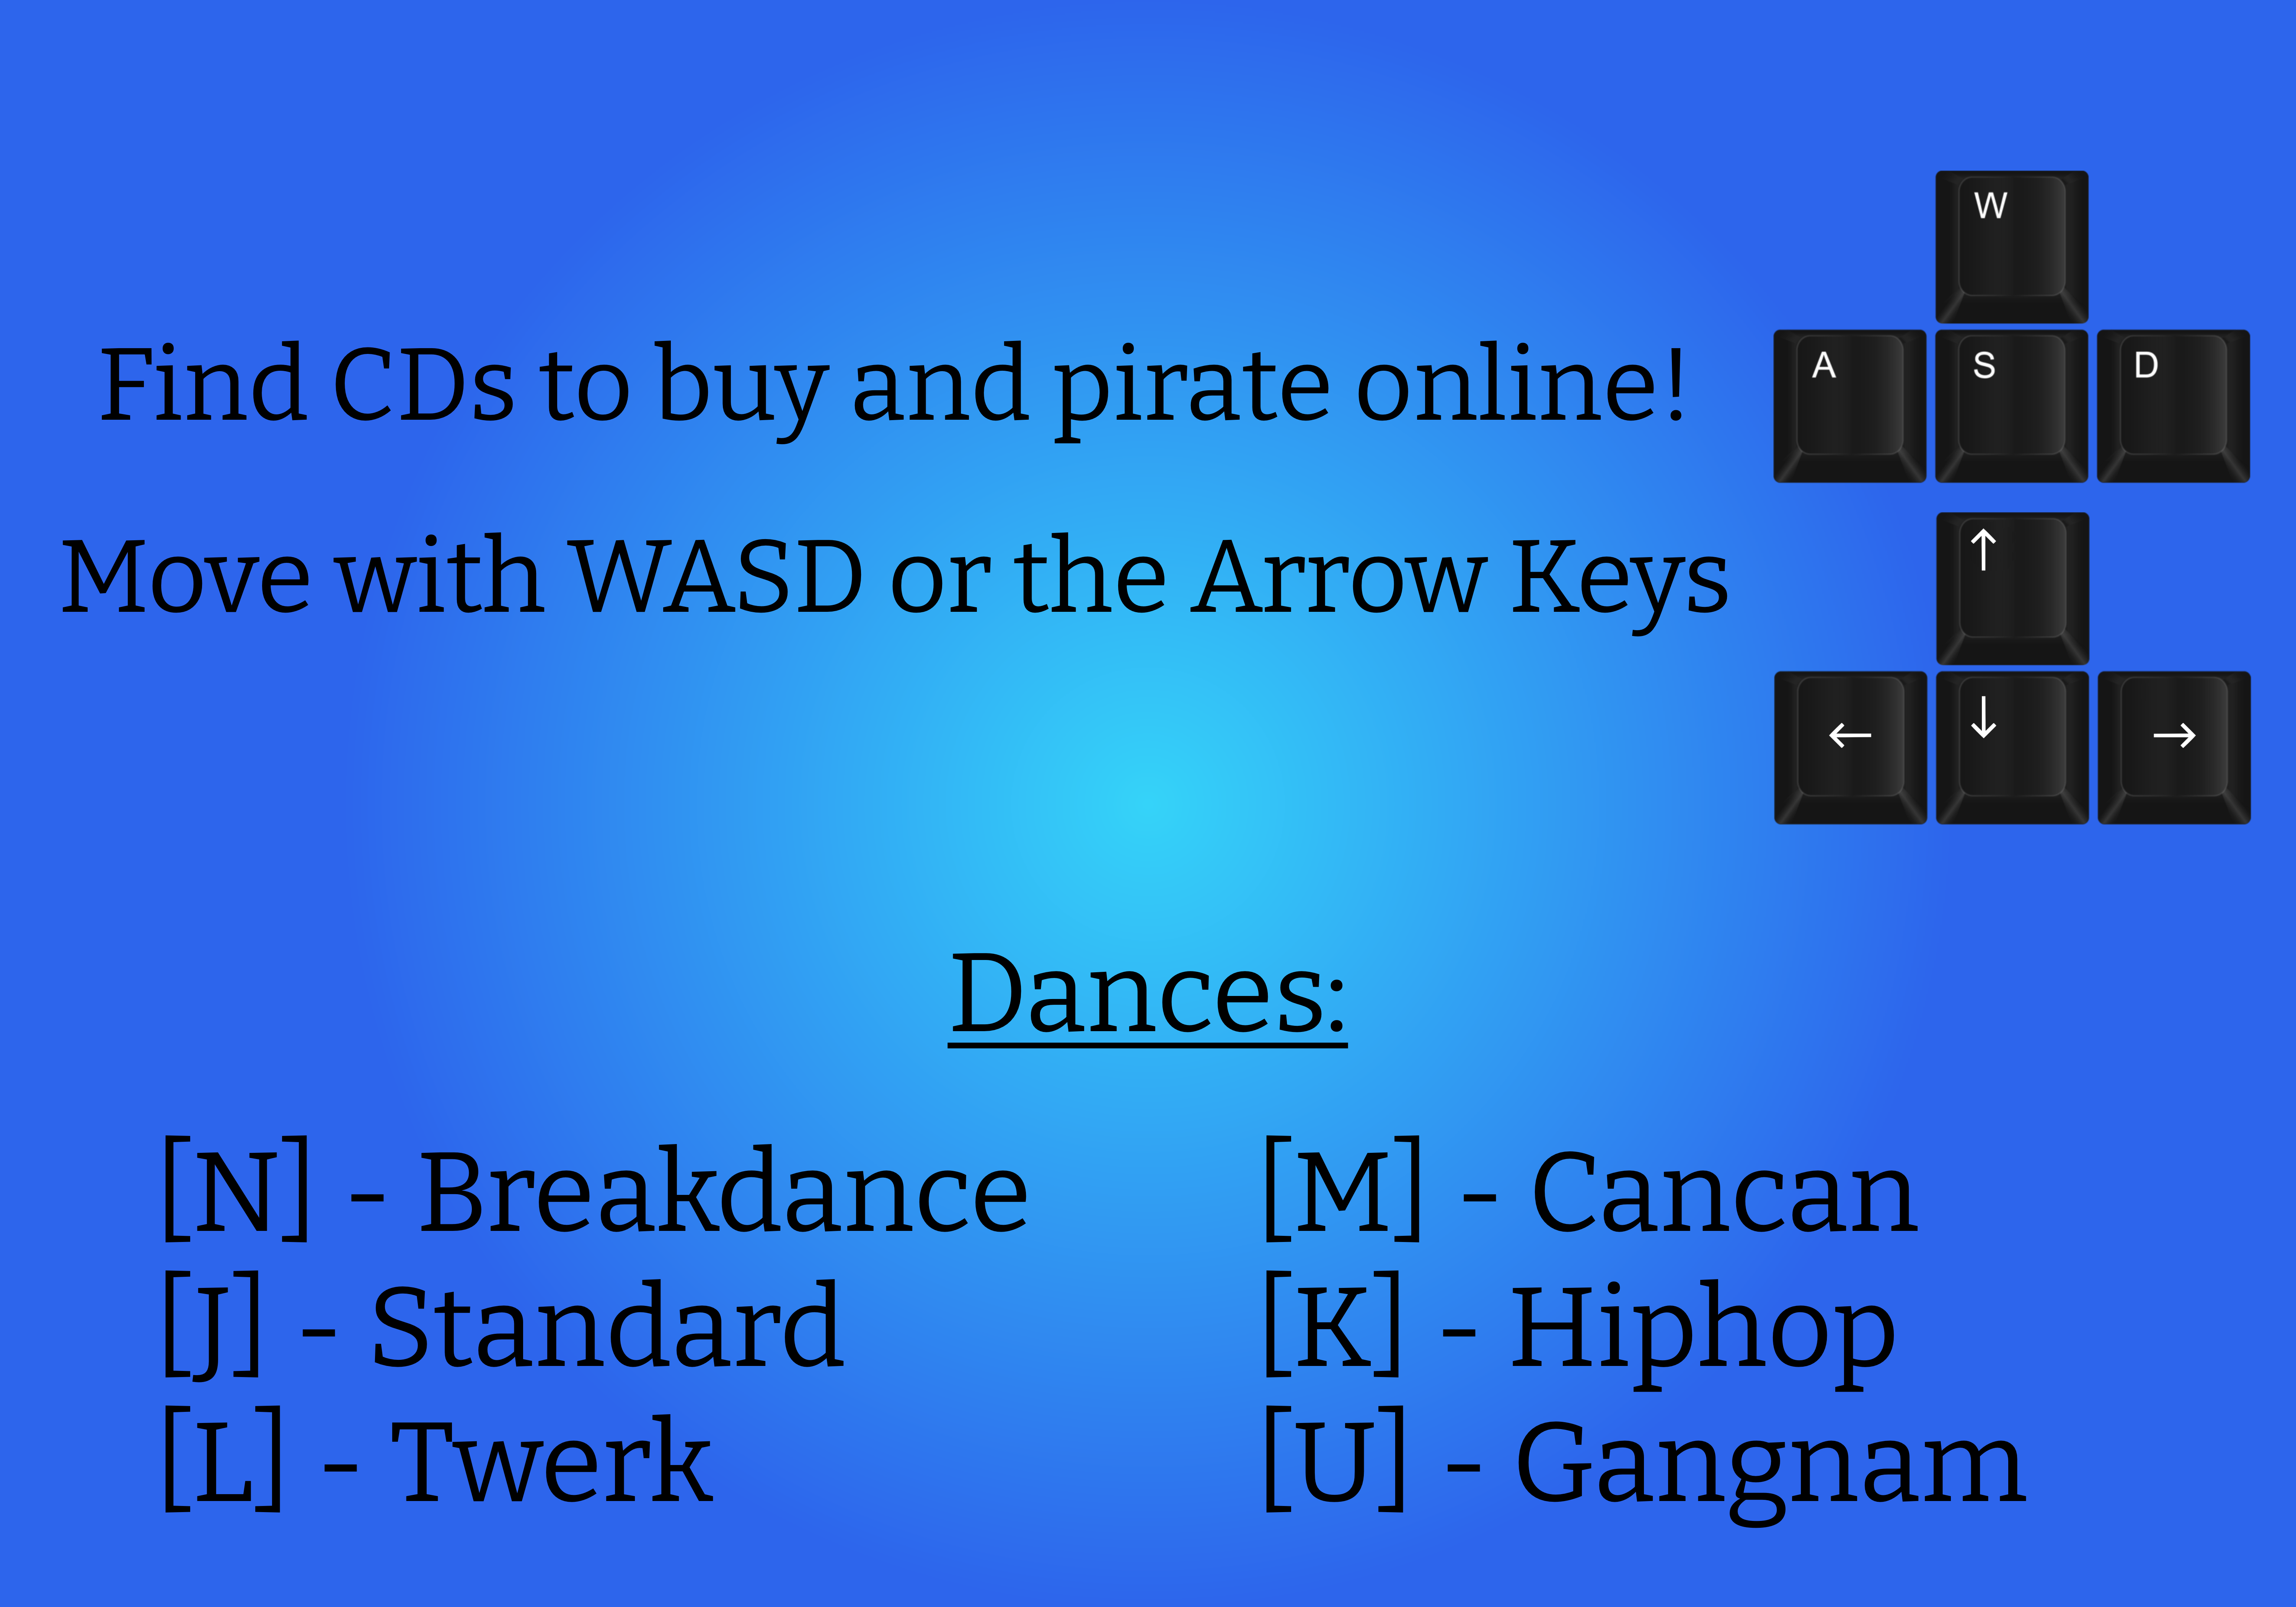 W
Find CDs to buy and pirate online!
A S D
Move with WASD or the Arrow Keys
↑
← ↓ →
Dances:
[N] - Breakdance
[M] - Cancan
[J] - Standard
[K] - Hiphop
[L] - Twerk
[U] - Gangnam